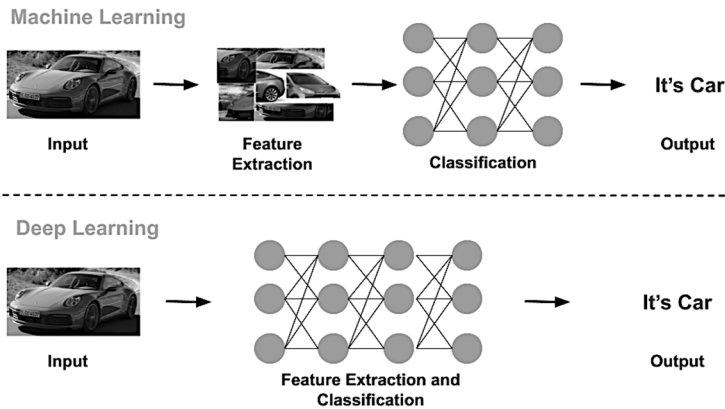 Machine Learning
It's Car
Input
Feature
Extraction
Classification
Output
Deep Learning
It's Car
Input
Feature Extraction and
Classification
Output